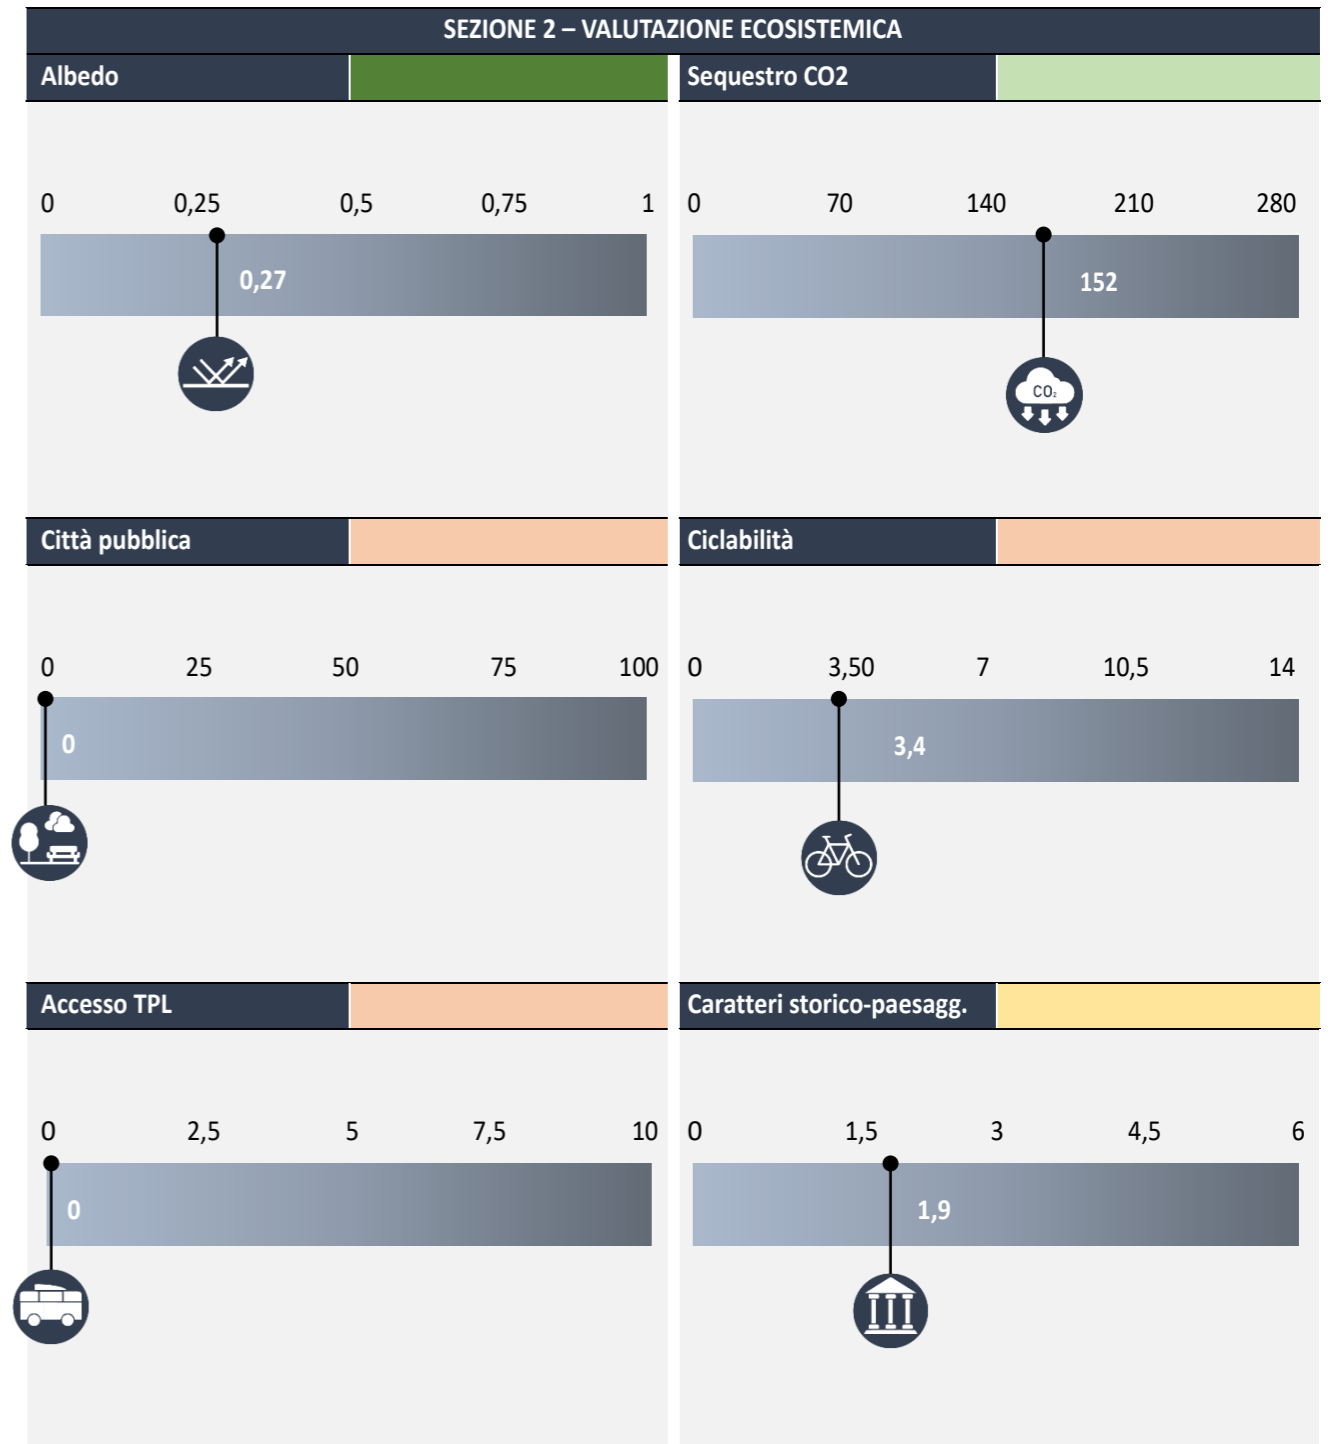 SEZIONE 2 – VALUTAZIONE ECOSISTEMICA
Albedo
Sequestro CO2
0 0,25 0,5 0,75 1
0 70 140 210 280
0,27
152
CO₂
Città pubblica
Ciclabilità
0 25 50 75 100
0 3,50 7 10,5 14
0
3,4
Accesso TPL
Caratteri storico-paesagg.
0 2,5 5 7,5 10
0 1,5 3 4,5 6
0
1,9